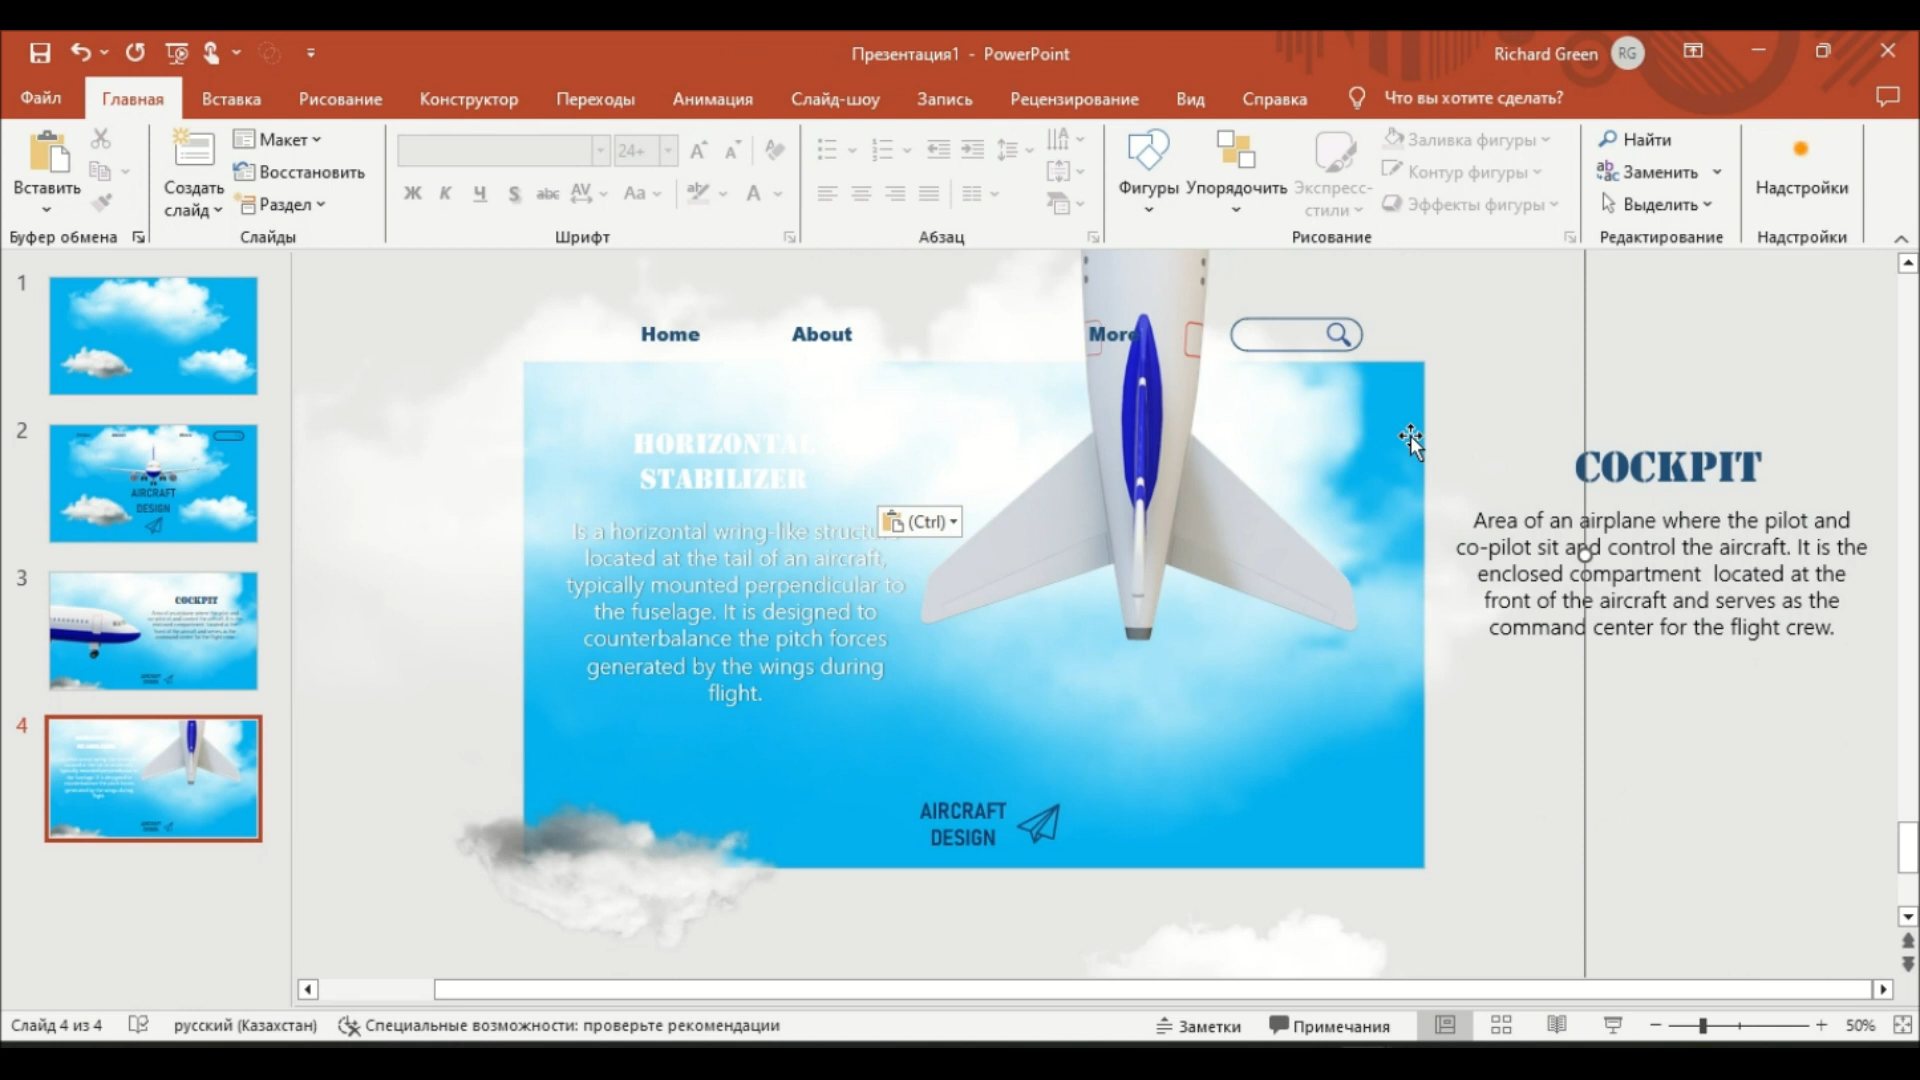 Презентация1 - PowerPoint
Richard Green
RG
Файл
Главная
Вставка
Рисование
Конструктор
Переходы
Анимация
Слайд-шоу
Запись
Рецензирование
Вид
Справка
Что вы хотите сделать?
Вставить
Буфер обмена
Создать
слайд
Макет
Восстановить
Раздел
Слайды
24+
Ж К Ч S abc AV Aa
Шрифт
Абзац
Фигуры
Упорядочить
Экспресс-
стили
Заливка фигуры
Контур фигуры
Эффекты фигуры
Рисование
Найти
Заменить
Выделить
Редактирование
Надстройки
Надстройки
1
2
AIRCRAFT
DESIGN
3
COCKPIT
4
Home
About
More
HORIZONTAL
STABILIZER
Is a horizontal wring-like structu
located at the tail of an aircraft,
typically mounted perpendicular to
the fuselage. It is designed to
counterbalance the pitch forces
generated by the wings during
flight.
(Ctrl)
AIRCRAFT
DESIGN
COCKPIT
Area of an airplane where the pilot and
co-pilot sit and control the aircraft. It is the
enclosed compartment located at the
front of the aircraft and serves as the
command center for the flight crew.
Слайд 4 из 4
русский (Казахстан)
Специальные возможности: проверьте рекомендации
Заметки
Примечания
50%